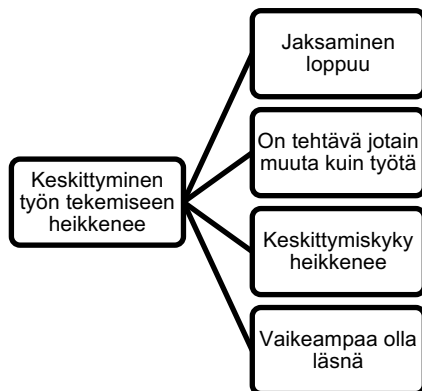 Keskittyminen
työn tekemiseen
heikkenee
Jaksaminen
loppuu
On tehtävä jotain
muuta kuin työtä
Keskittymiskyky
heikkenee
Vaikeampaa olla
läsnä